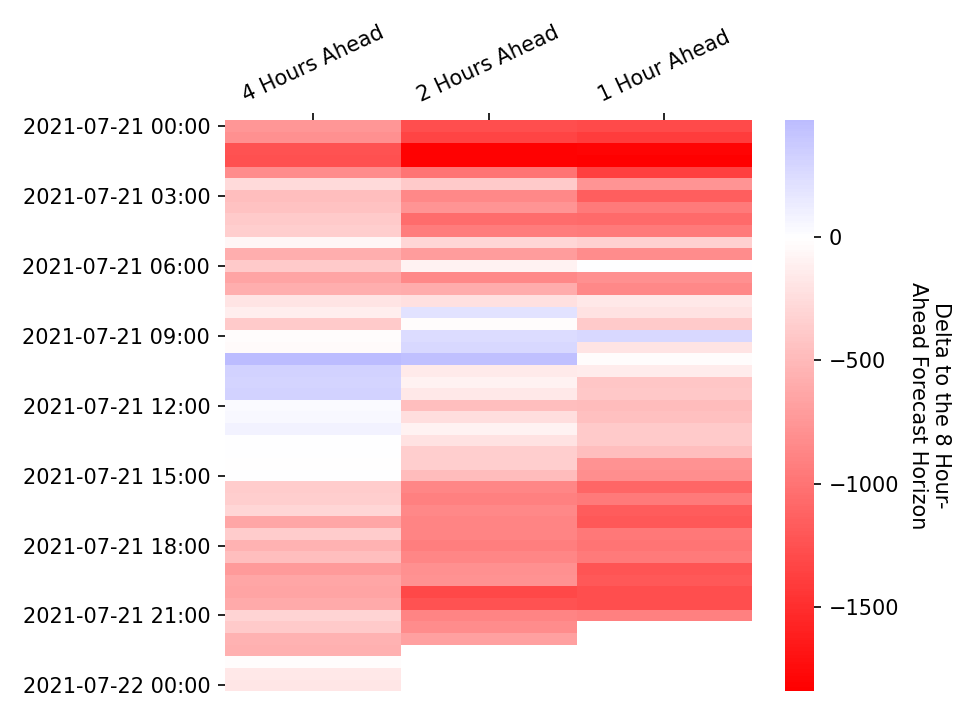 4 Hours Ahead
2 Hours Ahead
1 Hour Ahead
2021-07-21 00:00
2021-07-21 03:00
2021-07-21 06:00
2021-07-21 09:00
2021-07-21 12:00
2021-07-21 15:00
2021-07-21 18:00
2021-07-21 21:00
2021-07-22 00:00
0
−500
−1000
−1500
Delta to the 8 Hour-
Ahead Forecast Horizon